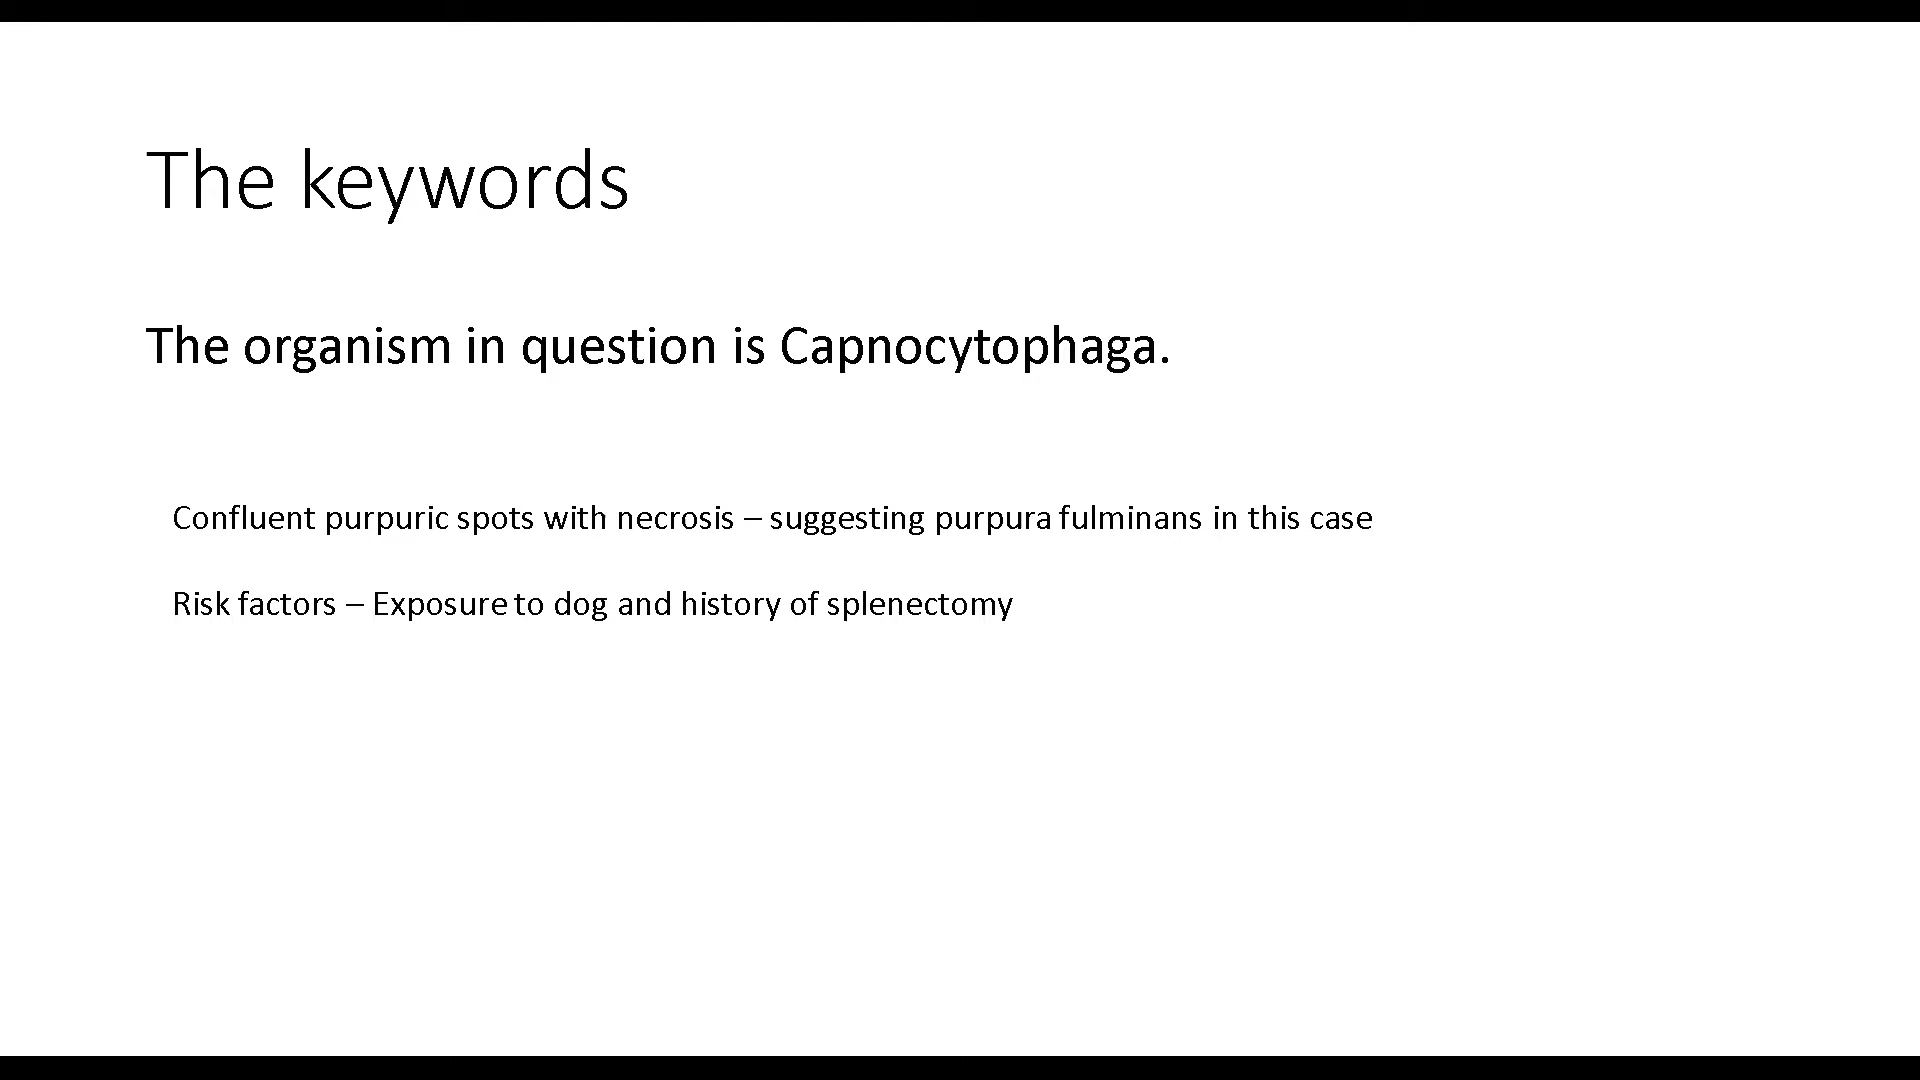 The keywords
The organism in question is Capnocytophaga.
Confluent purpuric spots with necrosis – suggesting purpura fulminans in this case
Risk factors – Exposure to dog and history of splenectomy